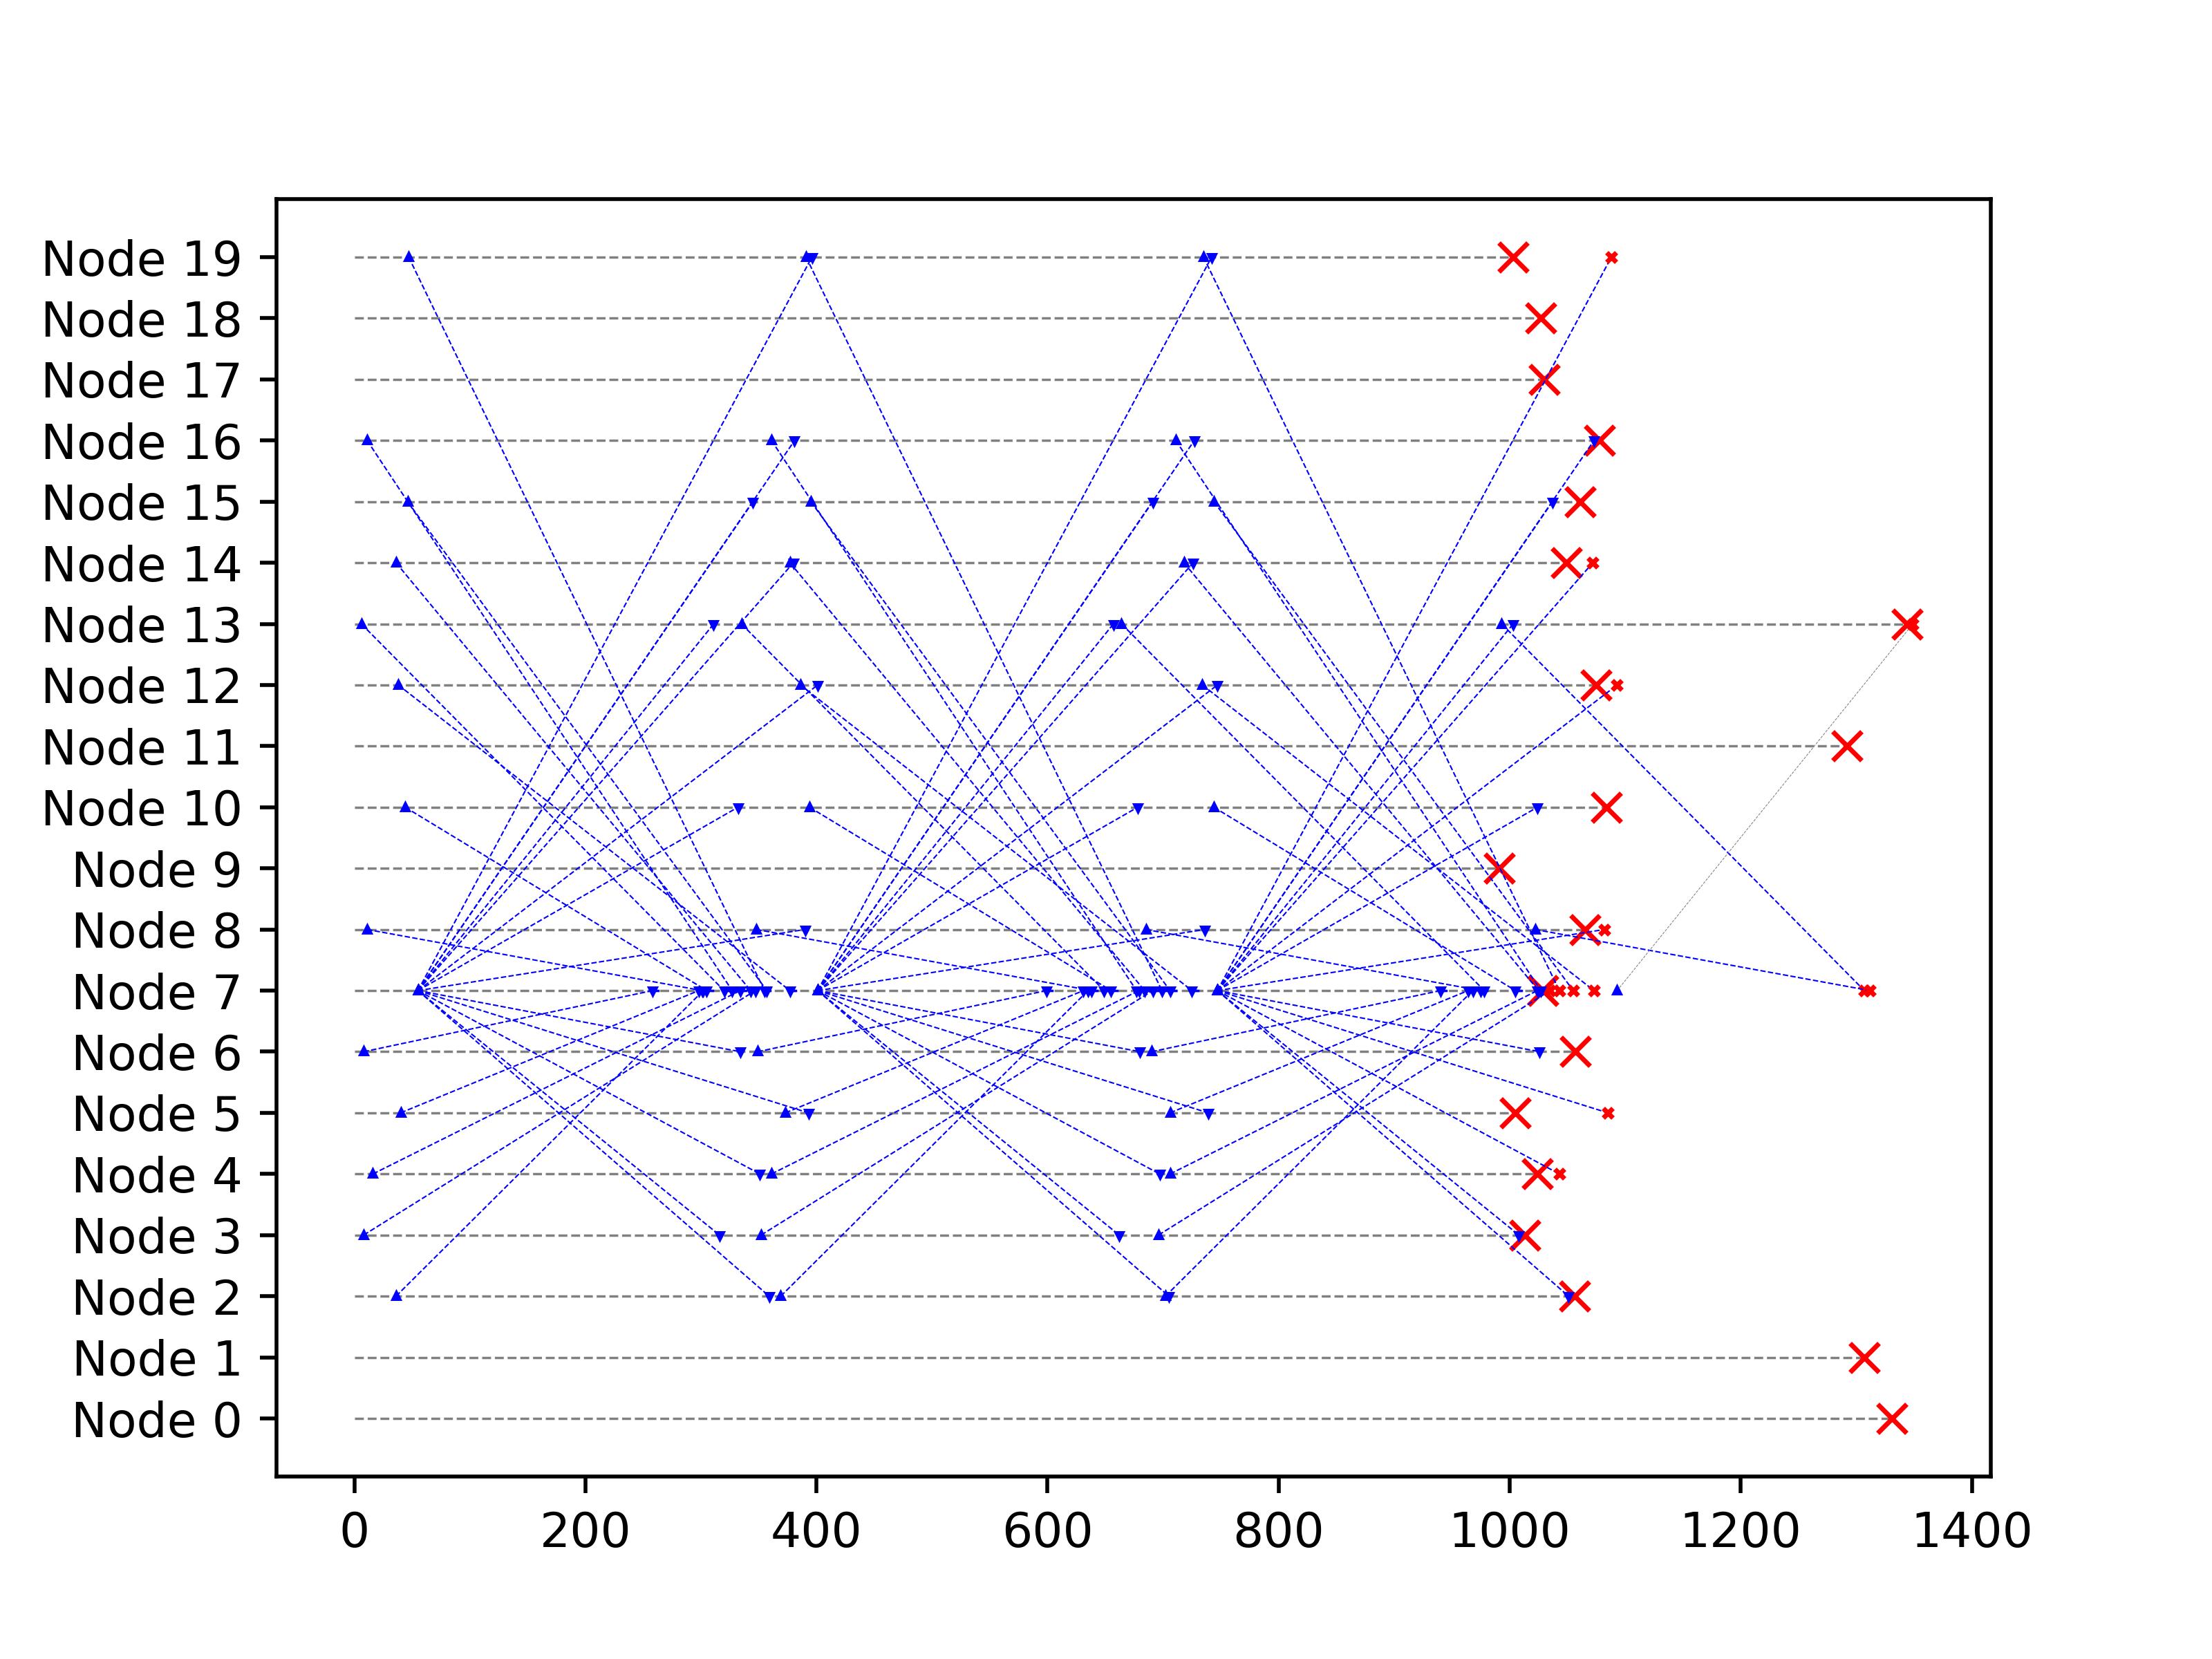 Node 19
Node 18
Node 17
Node 16
Node 15
Node 14
Node 13
Node 12
Node 11
Node 10
Node 9
Node 8
Node 7
Node 6
Node 5
Node 4
Node 3
Node 2
Node 1
Node 0
0 200 400 600 800 1000 1200 1400